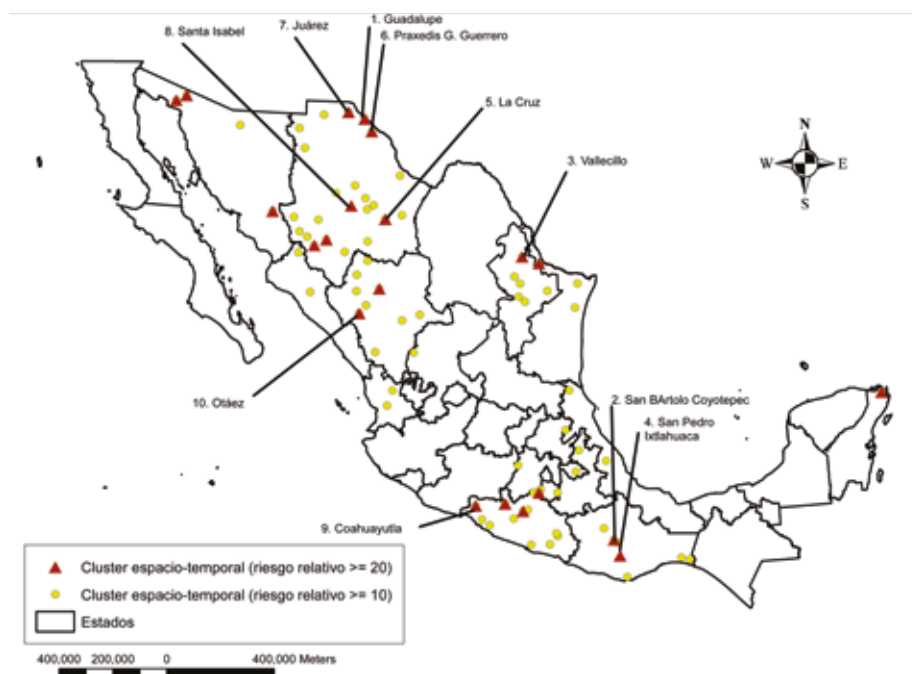 7. Juárez
1. Guadalupe
8. Santa Isabel
6. Praxedis G. Guerrero
5. La Cruz
N
W
E
S
3. Vallecillo
10. Otáez
2. San BArtolo Coyotepec
4. San Pedro
Ixtlahuaca
9. Coahuayutla
Cluster espacio-temporal (riesgo relativo >= 20)
Cluster espacio-temporal (riesgo relativo >= 10)
Estados
400,000 200,000 0 400,000 Meters